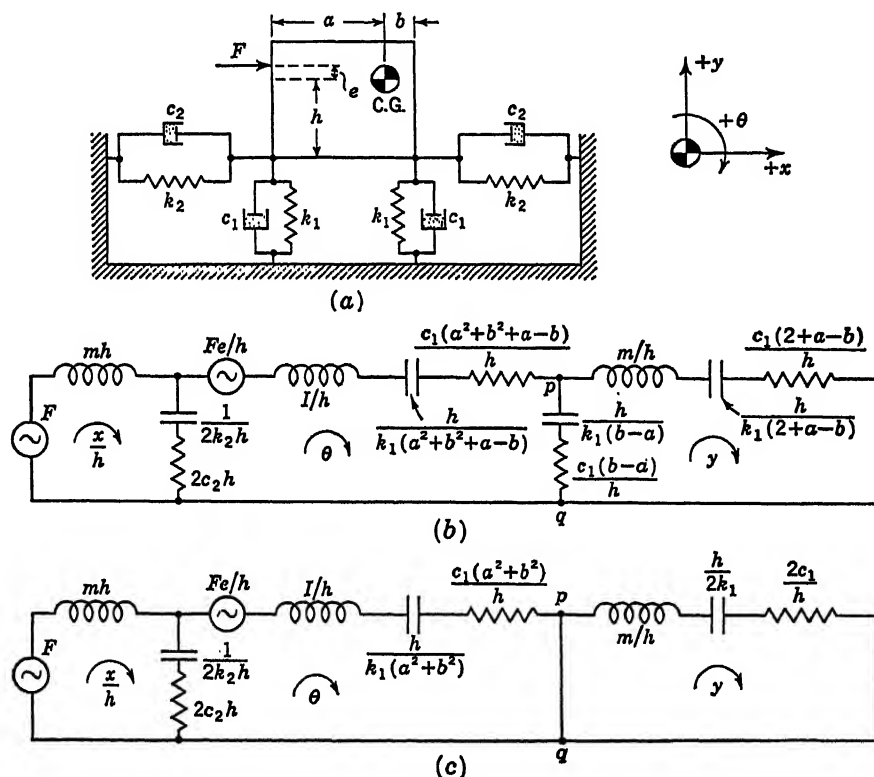 a b
F
e
C.G.
h
+y
+θ
+x
c₂ c₂
k₂ k₂
c₁ k₁ k₁ c₁
(a)
mh Fe/h c₁(a²+b²+a−b)/h m/h c₁(2+a−b)/h
F x/h 1/2k₂h I/h θ h/k₁(a²+b²+a−b) p h/k₁(b−a) y h/k₁(2+a−b)
2c₂h c₁(b−a)/h
q
(b)
mh Fe/h I/h c₁(a²+b²)/h p h/2k₁ 2c₁/h
F x/h 1/2k₂h θ h/k₁(a²+b²) m/h y
2c₂h
q
(c)